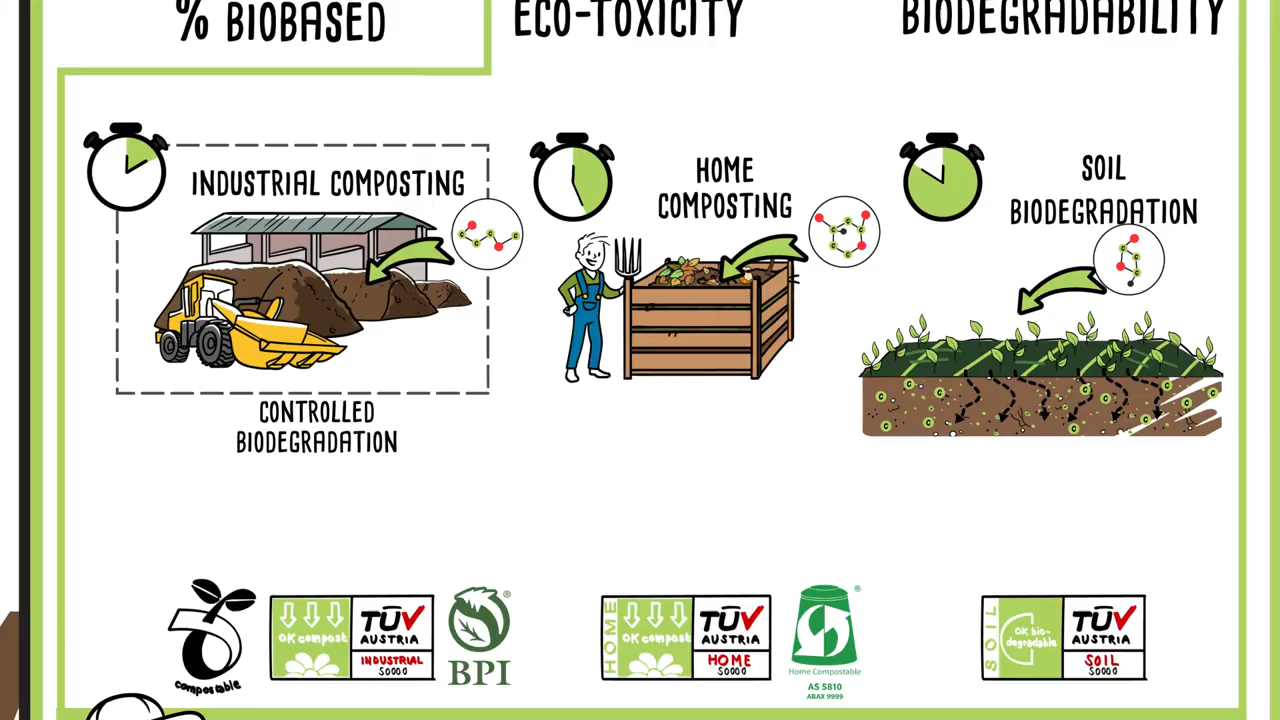 % BIOBASED
ECO-TOXICITY
BIODEGRADABILITY
INDUSTRIAL COMPOSTING
CONTROLLED
BIODEGRADATION
HOME
COMPOSTING
SOIL
BIODEGRADATION
compostable
OK compost
TÜV
AUSTRIA
INDUSTRIAL
S0000
BPI®
HOME
OK compost
TÜV
AUSTRIA
HOME
S0000
®
Home Compostable
AS 5810
ABAX 9999
SOIL
OK bio-
degradable
TÜV
AUSTRIA
SOIL
S0000